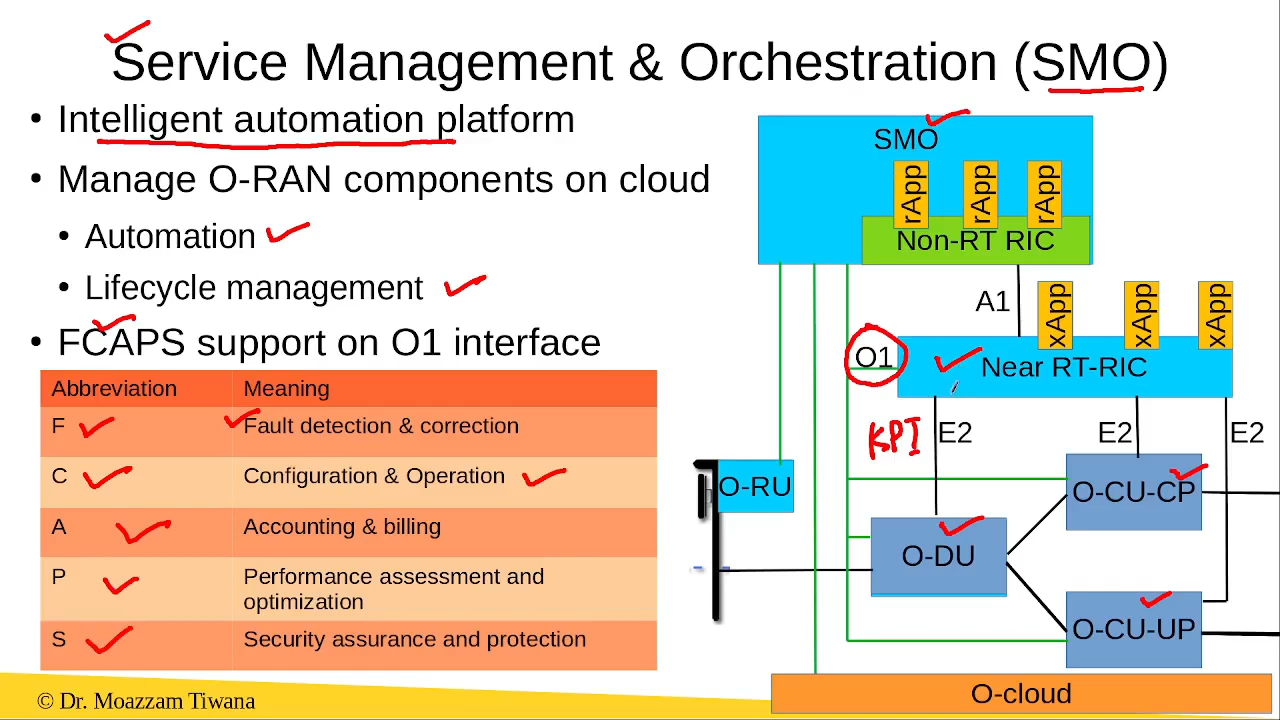 Service Management & Orchestration (SMO)
• Intelligent automation platform
• Manage O-RAN components on cloud
• Automation
• Lifecycle management
• FCAPS support on O1 interface
Abbreviation Meaning
F Fault detection & correction
C Configuration & Operation
A Accounting & billing
P Performance assessment and
optimization
S Security assurance and protection
© Dr. Moazzam Tiwana
SMO
rApp rApp rApp
Non-RT RIC
A1
xApp xApp xApp
O1
Near RT-RIC
KPI
E2 E2 E2
O-RU
O-CU-CP
O-DU
O-CU-UP
O-cloud